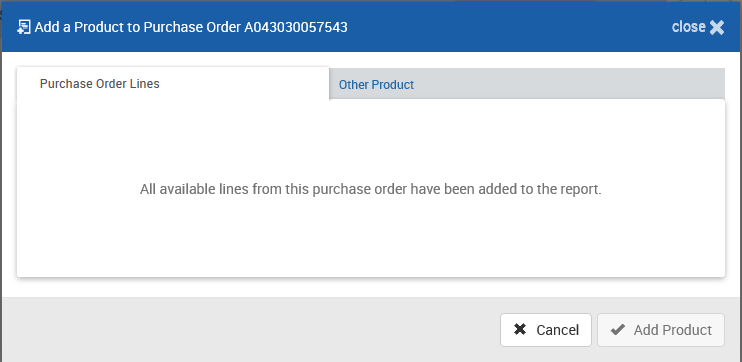 Add a Product to Purchase Order A043030057543
close
Purchase Order Lines
Other Product
All available lines from this purchase order have been added to the report.
Cancel
Add Product